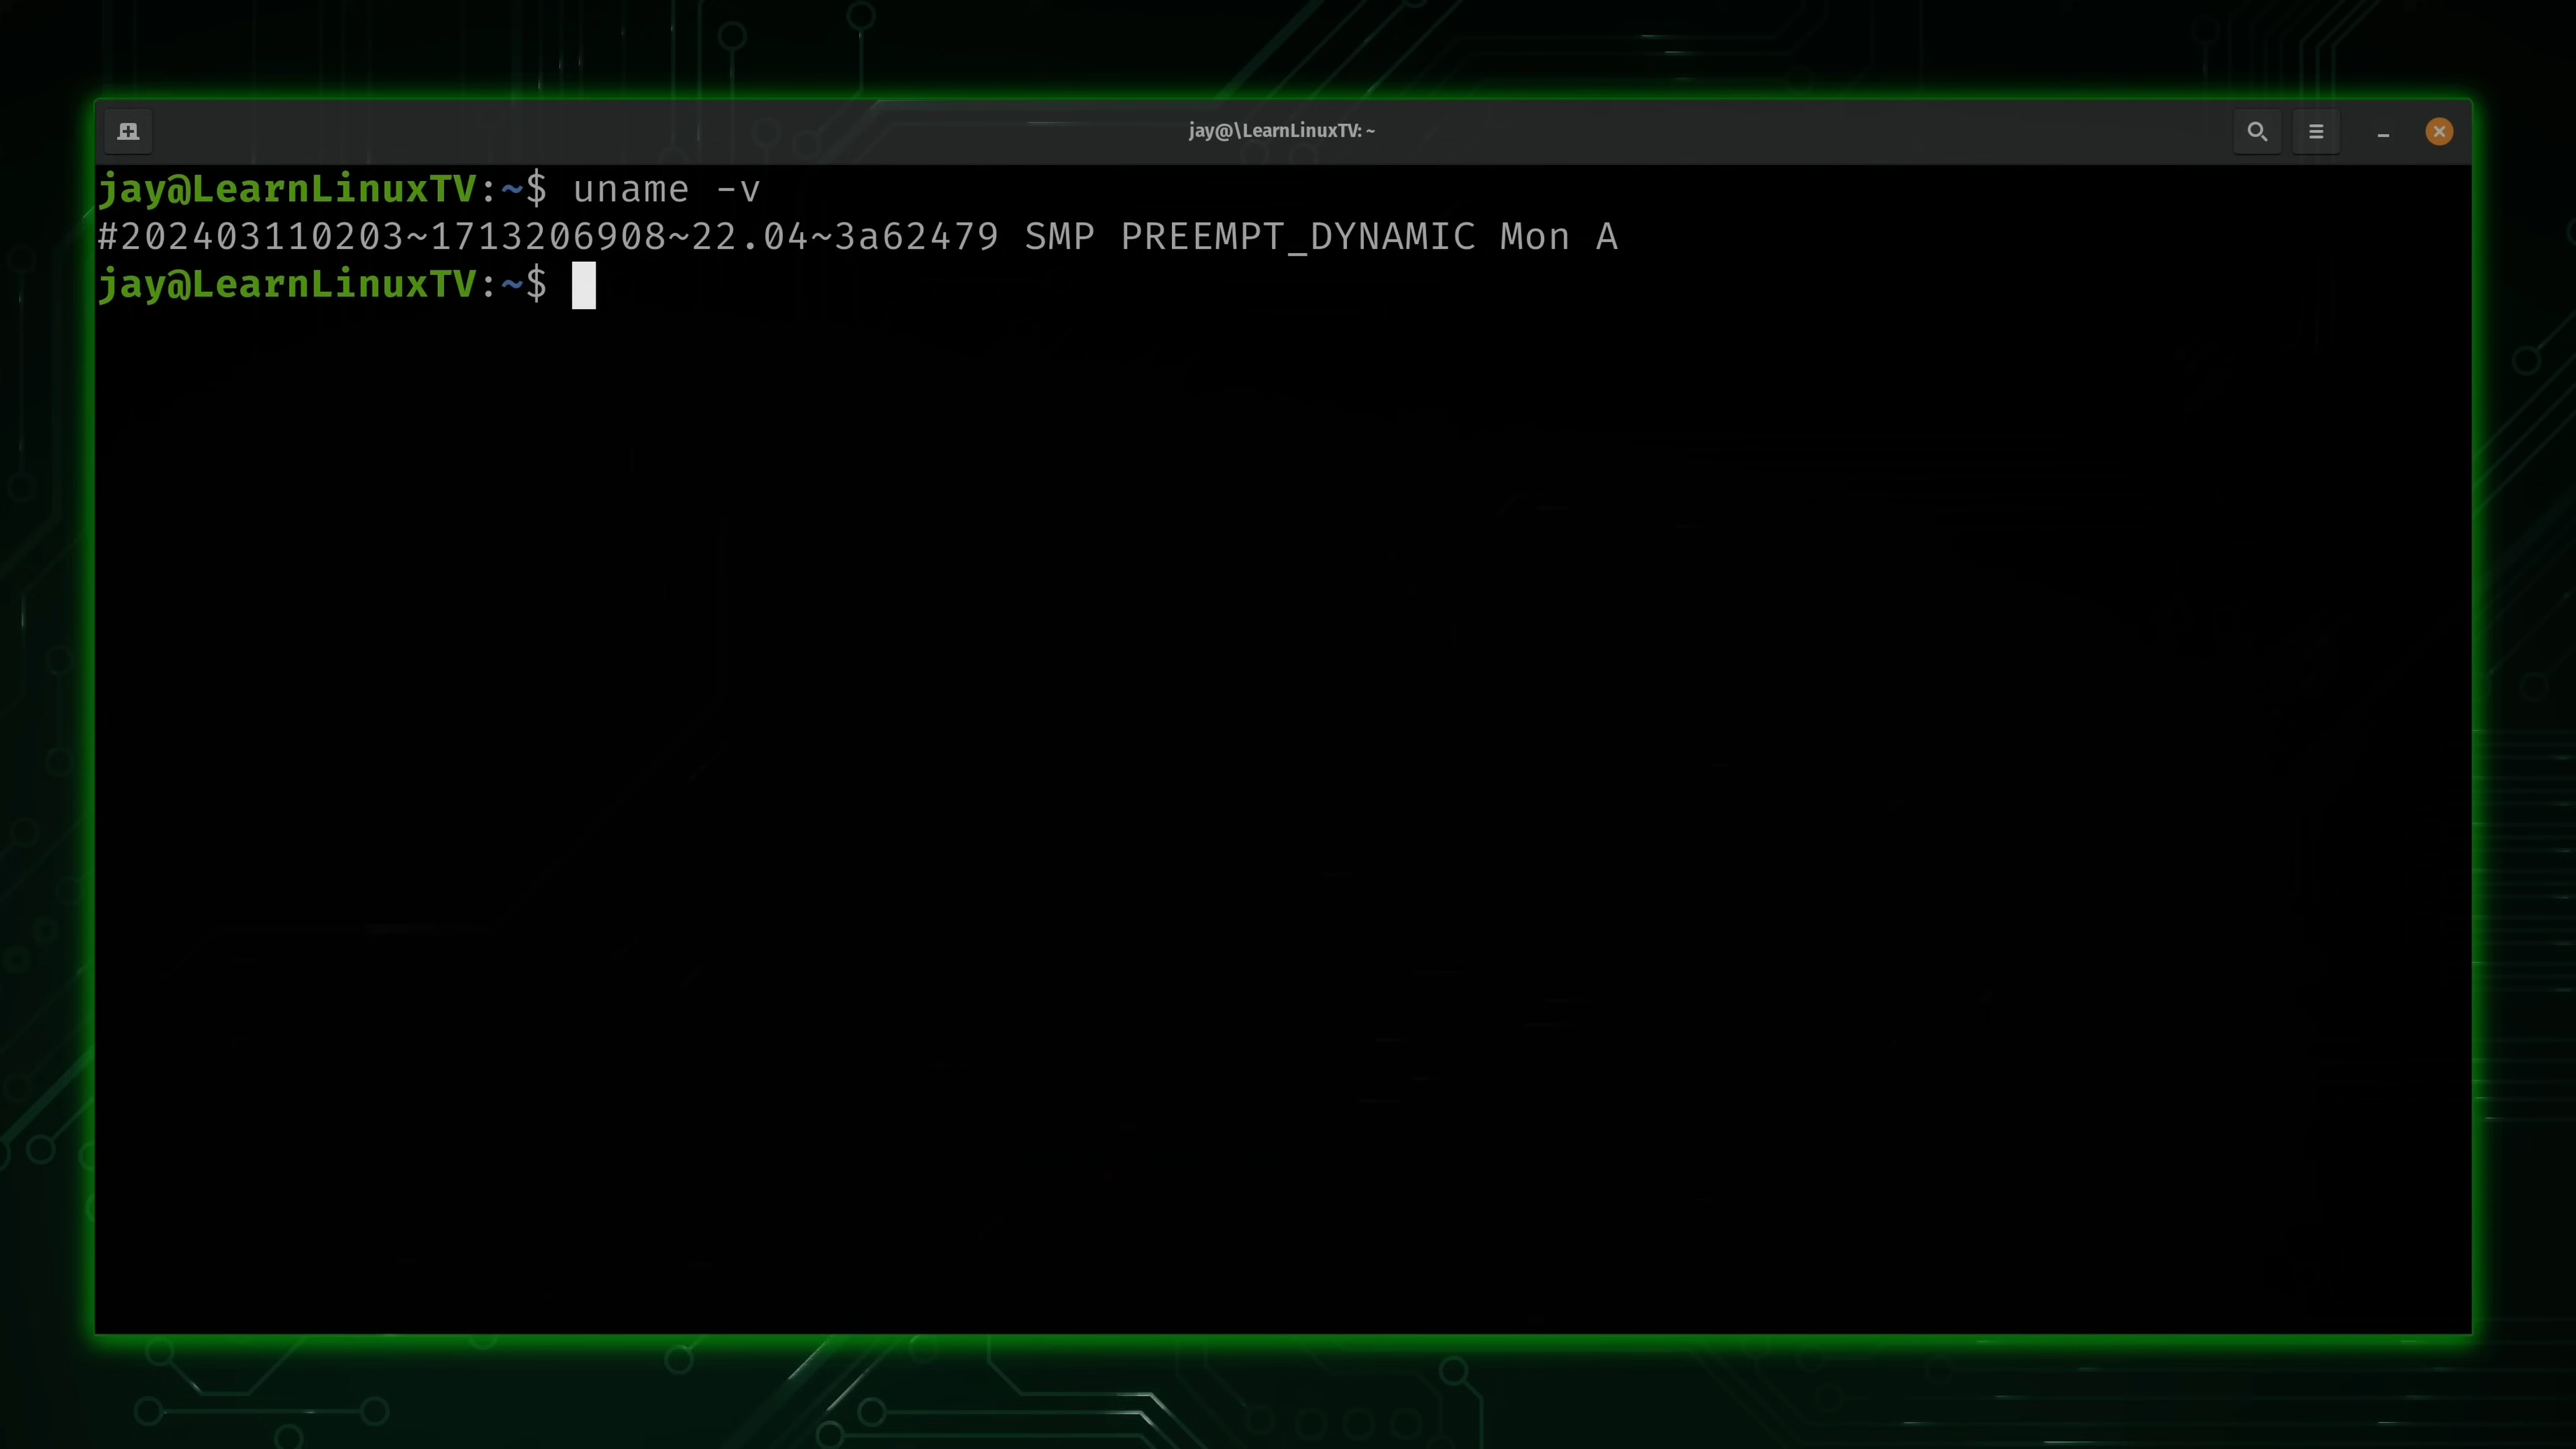 jay@\LearnLinuxTV: ~
jay@LearnLinuxTV:~$ uname -v
#202403110203~1713206908~22.04~3a62479 SMP PREEMPT_DYNAMIC Mon A
jay@LearnLinuxTV:~$